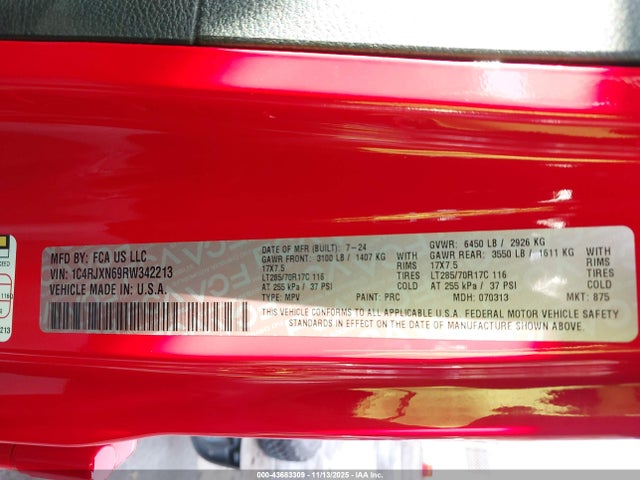 MFD BY: FCA US LLC
VIN: 1C4RJXN69RW342213
VEHICLE MADE IN: U.S.A.
DATE OF MFR (BUILT): 7-24
GAWR FRONT: 3100 LB / 1407 KG WITH
17X7.5 RIMS
LT285/70R17C 116 TIRES
AT 255 kPa / 37 PSI COLD
TYPE: MPV PAINT: PRC
GVWR: 6450 LB / 2926 KG
GAWR REAR: 3550 LB / 1611 KG WITH
17X7.5 RIMS
LT285/70R17C 116 TIRES
AT 255 kPa / 37 PSI COLD
MDH: 070313 MKT: 875
THIS VEHICLE CONFORMS TO ALL APPLICABLE U.S.A. FEDERAL MOTOR VEHICLE SAFETY
STANDARDS IN EFFECT ON THE DATE OF MANUFACTURE SHOWN ABOVE.
000-43683309 - 11/13/2025 - IAA Inc.